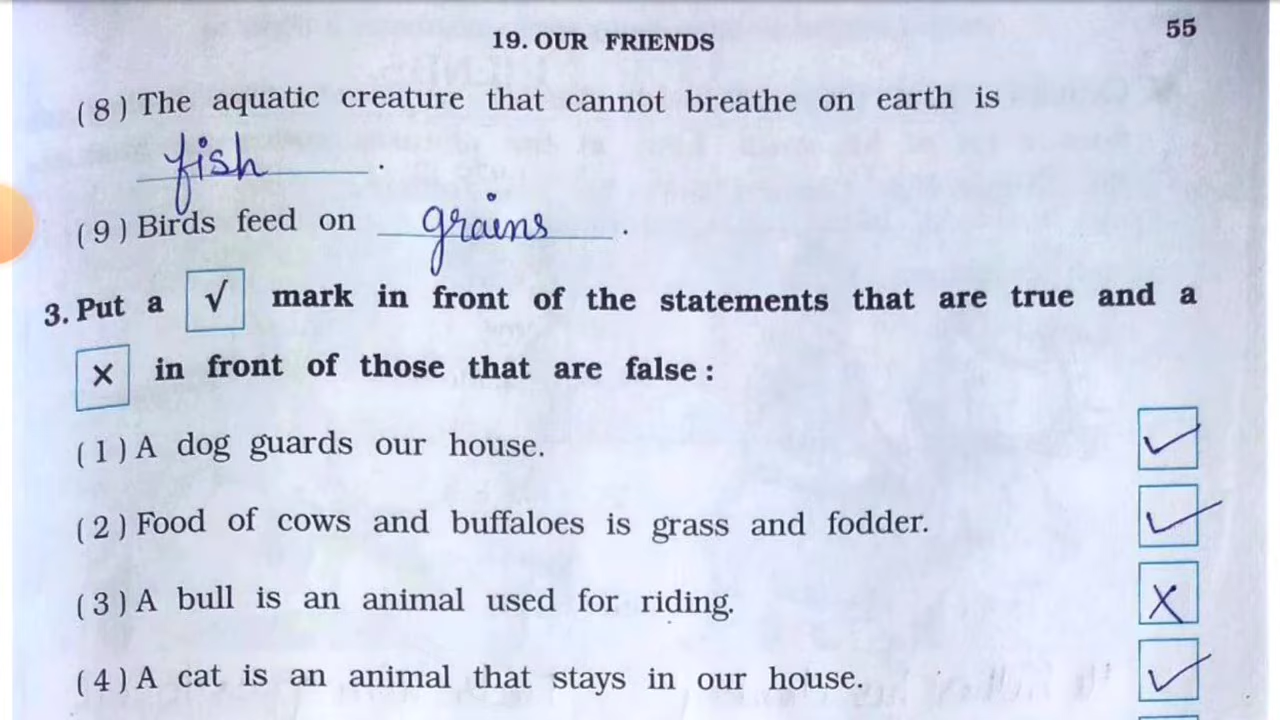 19. OUR FRIENDS 55
(8) The aquatic creature that cannot breathe on earth is
fish .
(9) Birds feed on grains .
3. Put a √ mark in front of the statements that are true and a
× in front of those that are false :
(1) A dog guards our house. ✓
(2) Food of cows and buffaloes is grass and fodder. ✓
(3) A bull is an animal used for riding. ×
(4) A cat is an animal that stays in our house. ✓